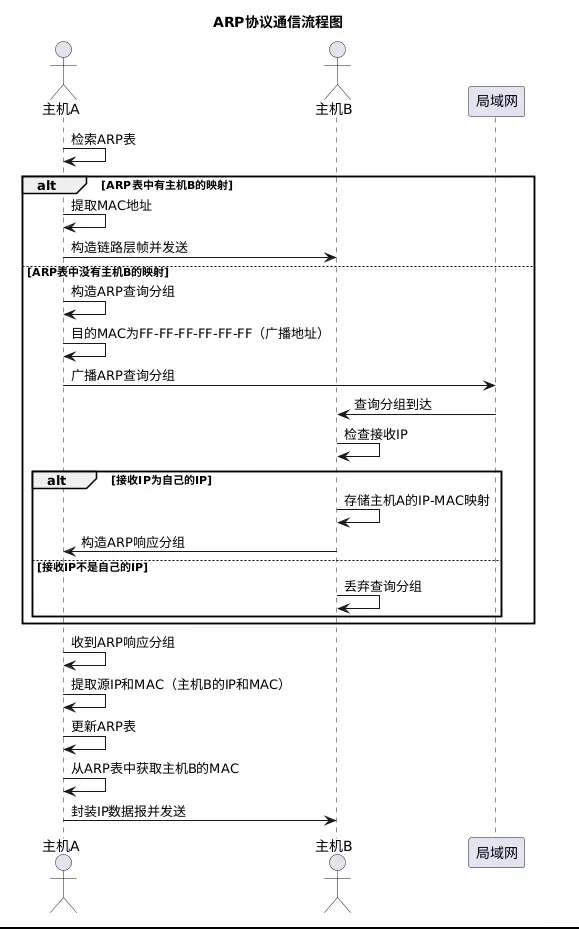 ARP协议通信流程图
主机A
主机B
局域网
检索ARP表
alt [ARP表中有主机B的映射]
提取MAC地址
构造链路层帧并发送
[ARP表中没有主机B的映射]
构造ARP查询分组
目的MAC为FF-FF-FF-FF-FF-FF（广播地址）
广播ARP查询分组
查询分组到达
检查接收IP
alt [接收IP为自己的IP]
存储主机A的IP-MAC映射
构造ARP响应分组
[接收IP不是自己的IP]
丢弃查询分组
收到ARP响应分组
提取源IP和MAC（主机B的IP和MAC）
更新ARP表
从ARP表中获取主机B的MAC
封装IP数据报并发送
主机A
主机B
局域网